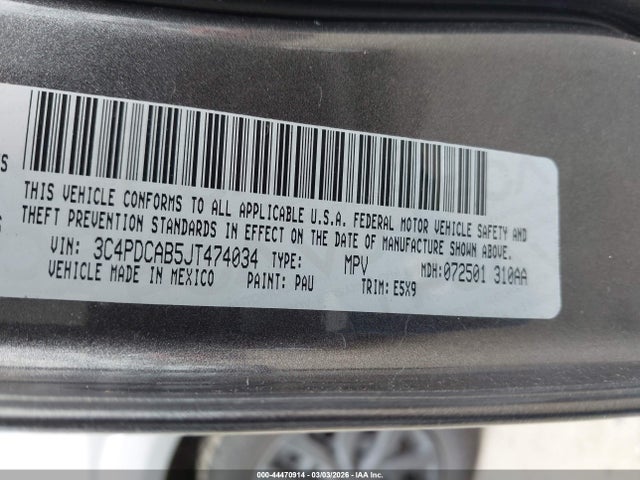 S
THIS VEHICLE CONFORMS TO ALL APPLICABLE U.S.A. FEDERAL MOTOR VEHICLE SAFETY AND
THEFT PREVENTION STANDARDS IN EFFECT ON THE DATE OF MANUFACTURE SHOWN ABOVE.
VIN: 3C4PDCAB5JT474034 TYPE: MPV MDH:072501 310AA
VEHICLE MADE IN MEXICO PAINT: PAU TRIM: E5X9
000-44470914 - 03/03/2026 - IAA Inc.